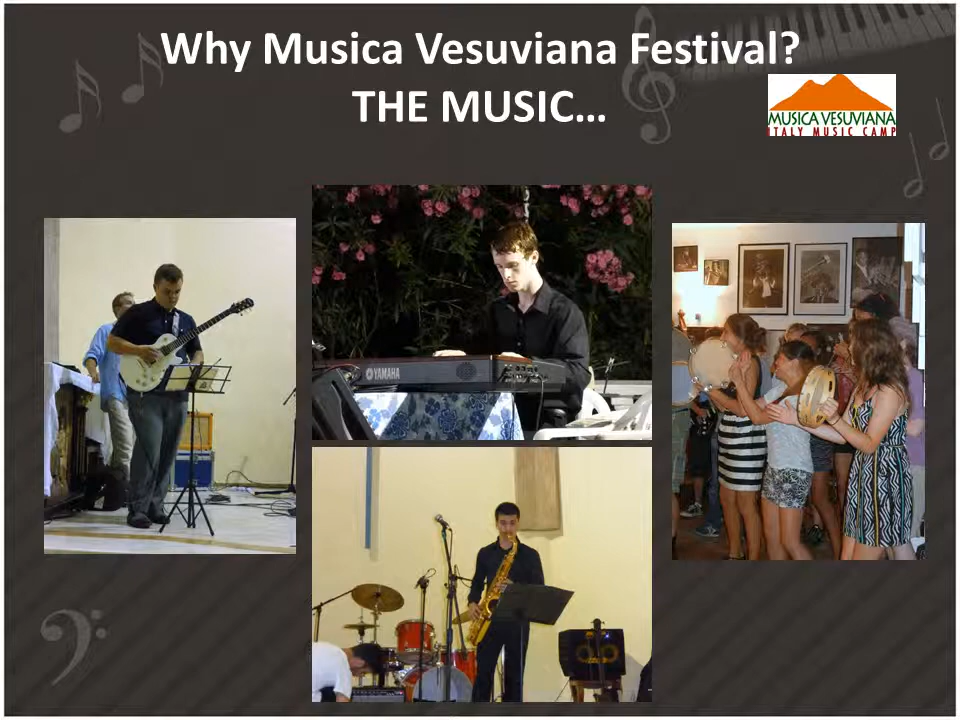 Why Musica Vesuviana Festival?
THE MUSIC…
MUSICA VESUVIANA
ITALY MUSIC CAMP
YAMAHA